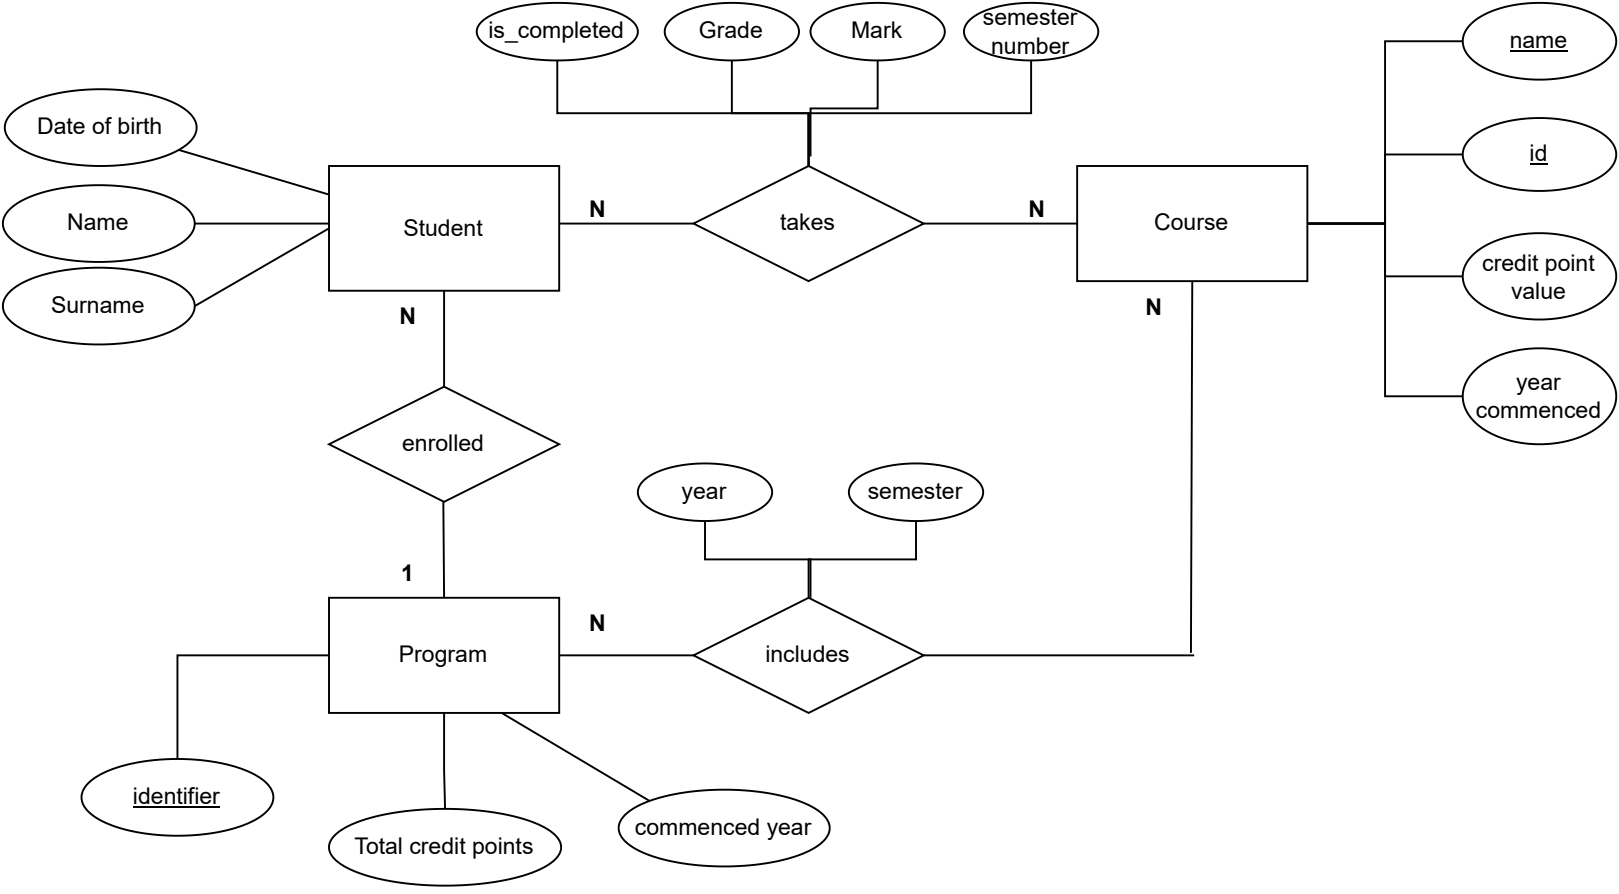 is_completed
Grade
Mark
semester
number
name
Date of birth
id
Name
Student
N
takes
N
Course
credit point
value
Surname
N
N
year
commenced
enrolled
year
semester
1
N
Program
includes
identifier
Total credit points
commenced year